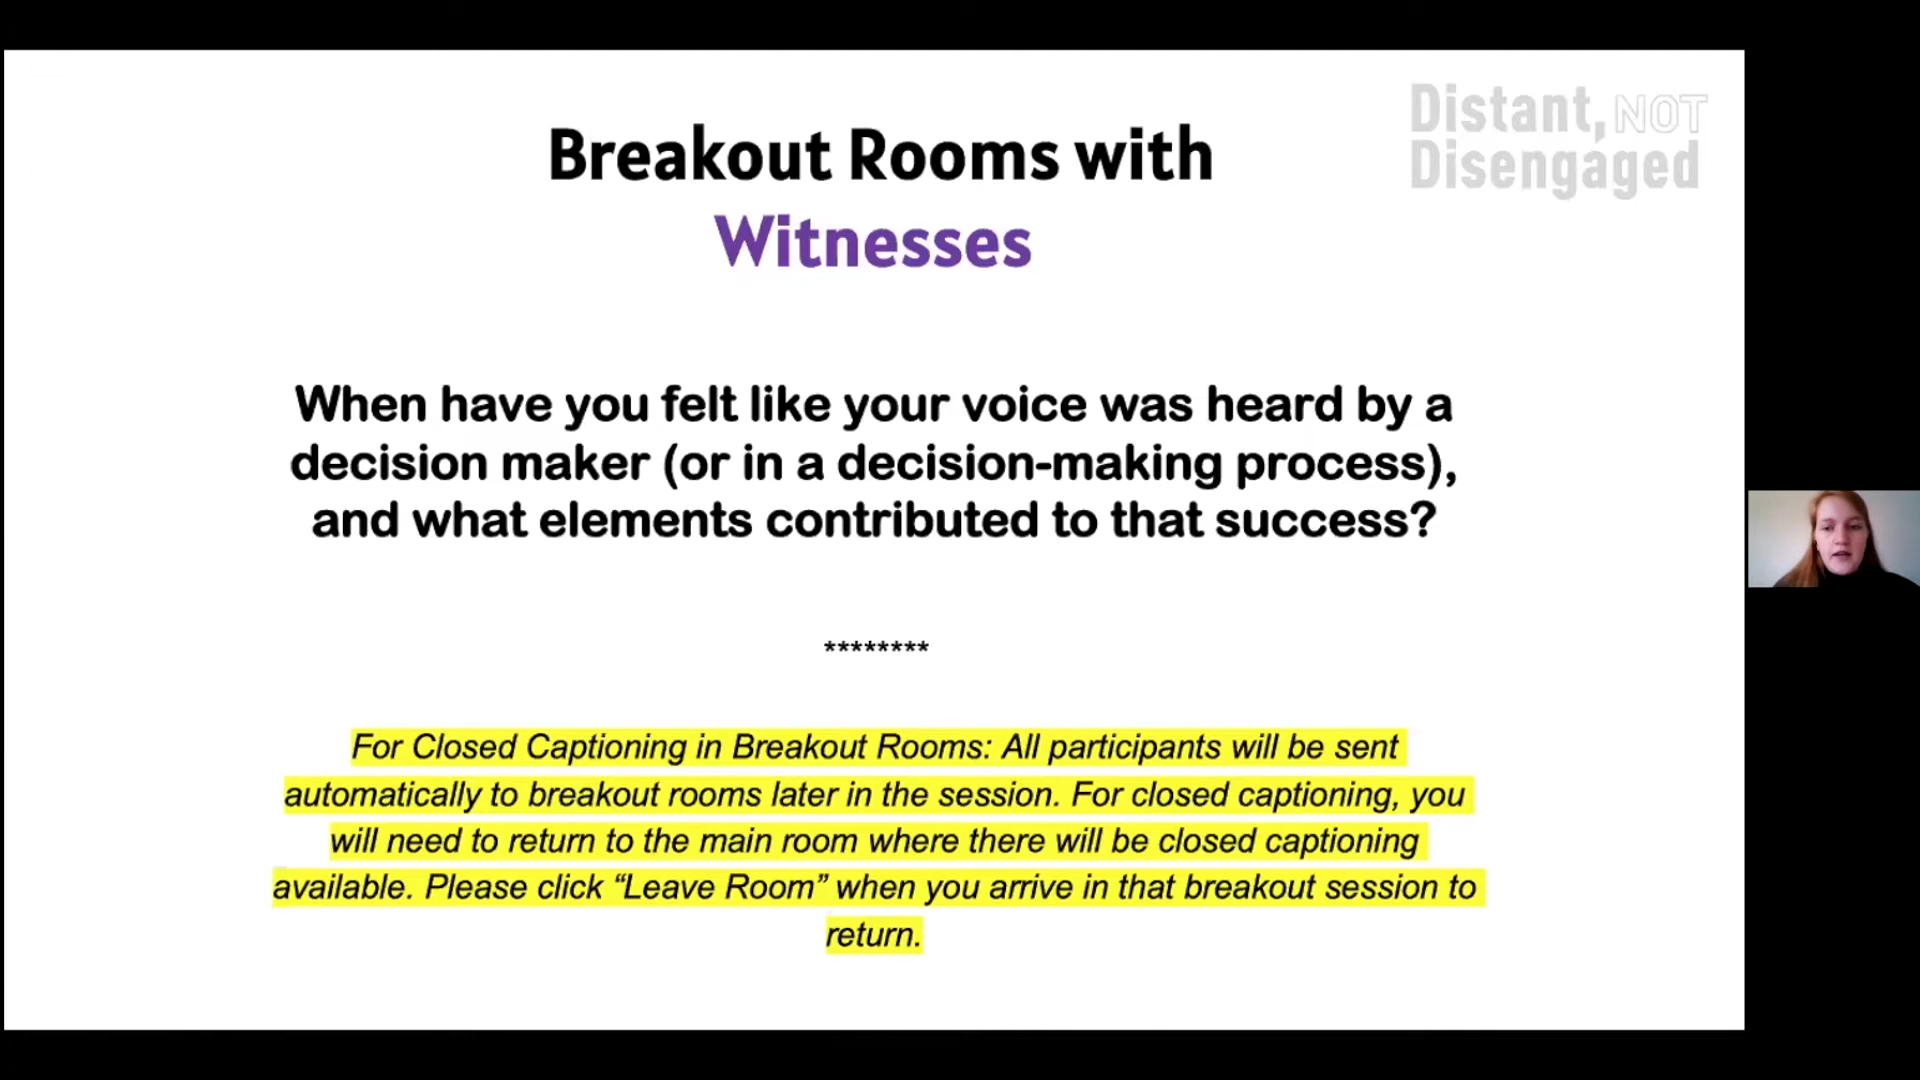 Distant, NOT
Disengaged
Breakout Rooms with
Witnesses
When have you felt like your voice was heard by a
decision maker (or in a decision-making process),
and what elements contributed to that success?
********
For Closed Captioning in Breakout Rooms: All participants will be sent
automatically to breakout rooms later in the session. For closed captioning, you
will need to return to the main room where there will be closed captioning
available. Please click “Leave Room” when you arrive in that breakout session to
return.